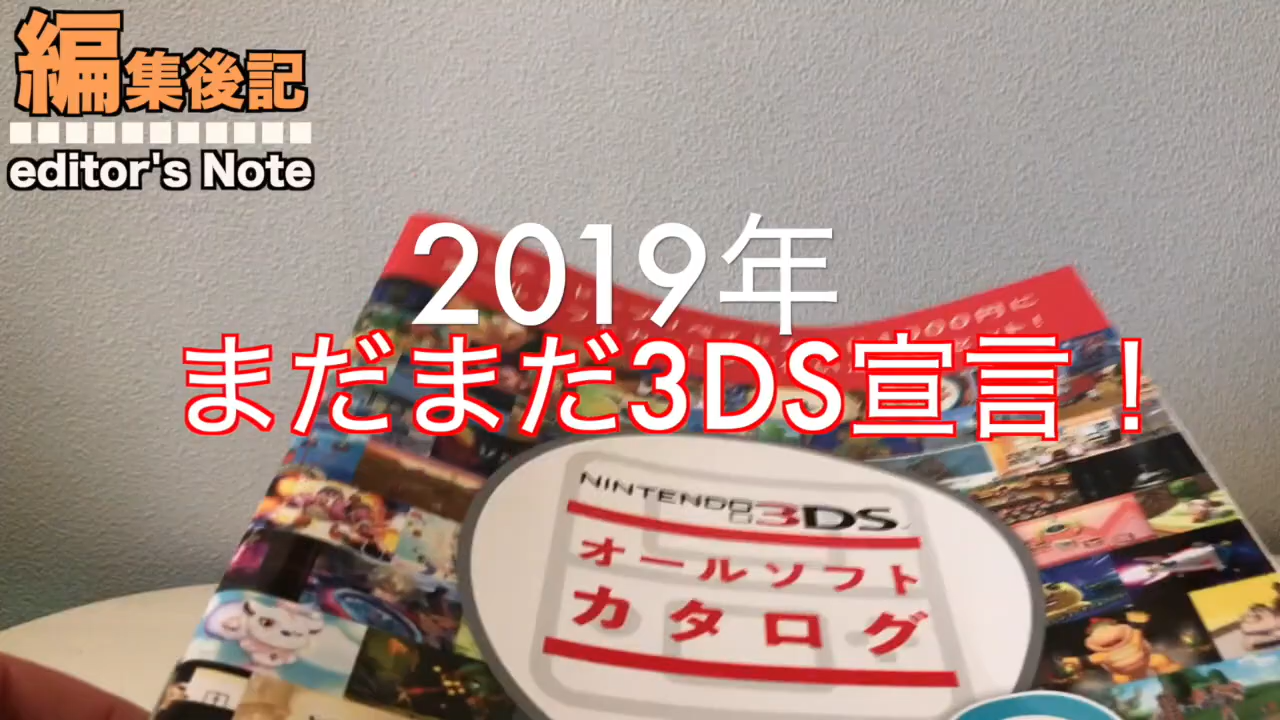 編集後記
editor's Note
2019年
まだまだ3DS宣言！
NINTENDO 3DS
オールソフト
カタログ